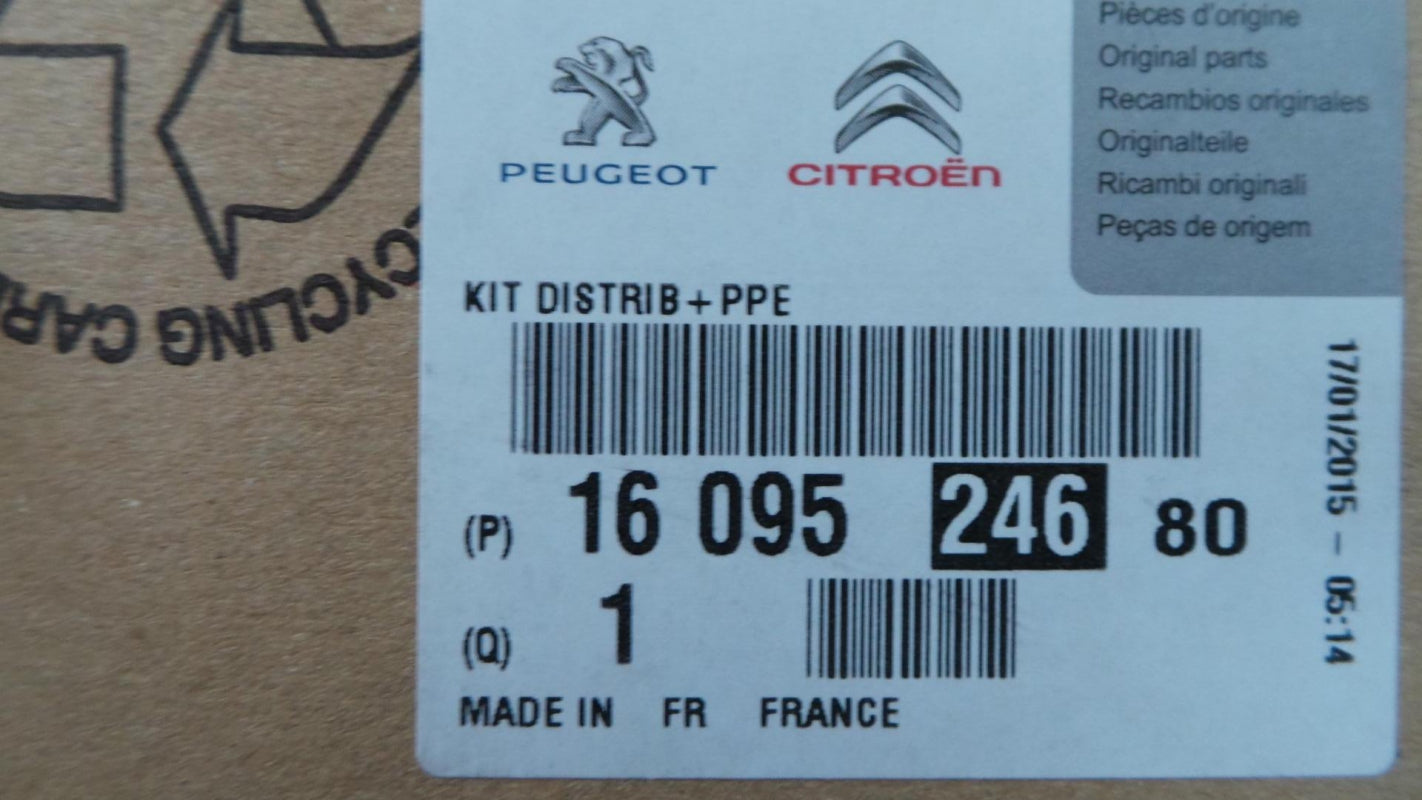 Pièces d'origine
Original parts
Recambios originales
Originalteile
Ricambi originali
Peças de origem
PEUGEOT
CITROËN
KIT DISTRIB+PPE
(P) 16 095 246 80
(Q) 1
MADE IN FR FRANCE
17/01/2015 - 05:14
CYCLING CAR